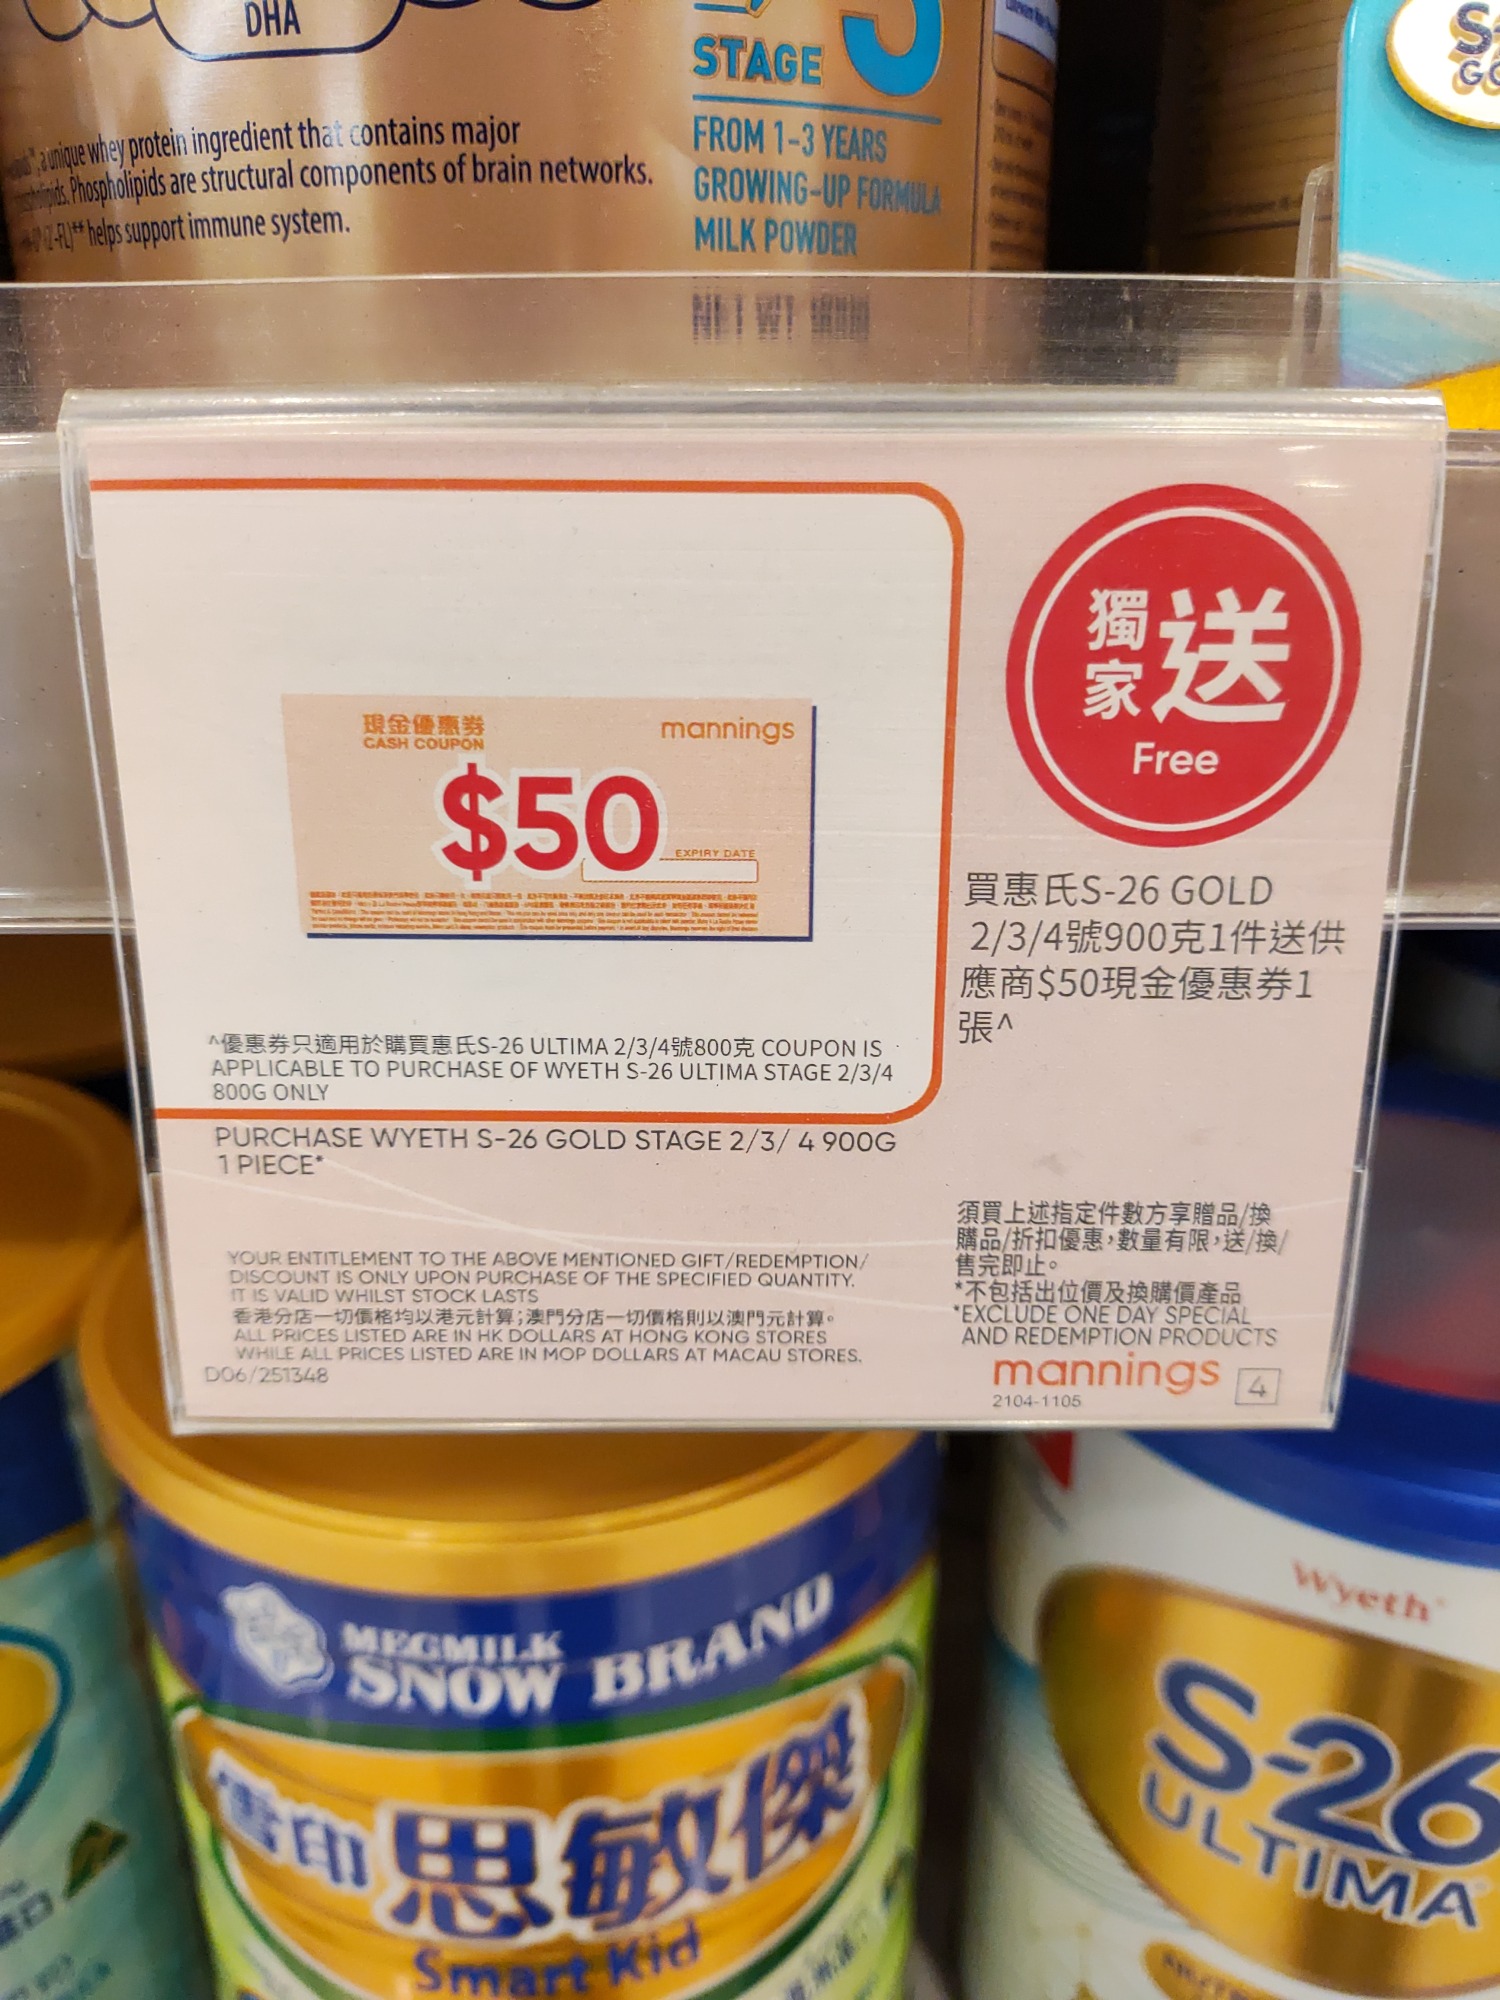 DHA
STAGE 3
, a unique whey protein ingredient that contains major
Phospholipids are structural components of brain networks.
helps support immune system.
FROM 1-3 YEARS
GROWING-UP FORMULA
MILK POWDER
NET WT
現金優惠券
CASH COUPON
mannings
$50
EXPIRY DATE
獨家送
Free
買惠氏S-26 GOLD
2/3/4號900克1件送供
應商$50現金優惠券1
張^
^優惠券只適用於購買惠氏S-26 ULTIMA 2/3/4號800克 COUPON IS
APPLICABLE TO PURCHASE OF WYETH S-26 ULTIMA STAGE 2/3/4
800G ONLY
PURCHASE WYETH S-26 GOLD STAGE 2/3/ 4 900G
1 PIECE*
YOUR ENTITLEMENT TO THE ABOVE MENTIONED GIFT/REDEMPTION/
DISCOUNT IS ONLY UPON PURCHASE OF THE SPECIFIED QUANTITY.
IT IS VALID WHILST STOCK LASTS
香港分店一切價格均以港元計算;澳門分店一切價格則以澳門元計算。
ALL PRICES LISTED ARE IN HK DOLLARS AT HONG KONG STORES
WHILE ALL PRICES LISTED ARE IN MOP DOLLARS AT MACAU STORES.
D06/251348
須買上述指定件數方享贈品/換
購品/折扣優惠,數量有限,送/換/
售完即止。
*不包括出位價及換購價產品
*EXCLUDE ONE DAY SPECIAL
AND REDEMPTION PRODUCTS
mannings
2104-1105
4
MEGMILK
SNOW BRAND
雪印 思敏傑
Smart Kid
Wyeth
S-26
ULTIMA